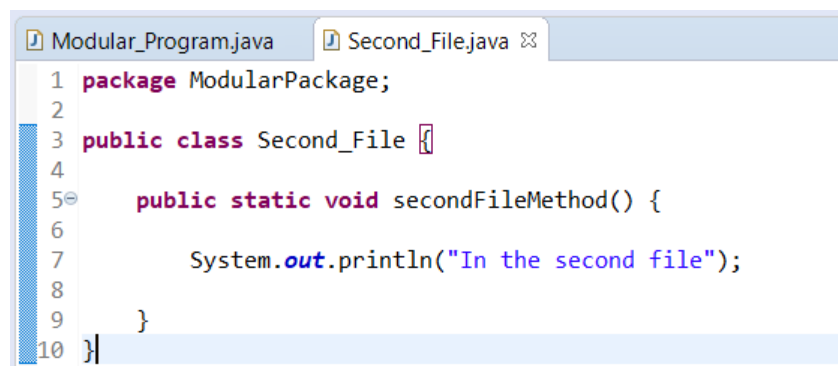 Modular_Program.java Second_File.java
1 package ModularPackage;
2
3 public class Second_File {
4
5 public static void secondFileMethod() {
6
7 System.out.println("In the second file");
8
9 }
10 }